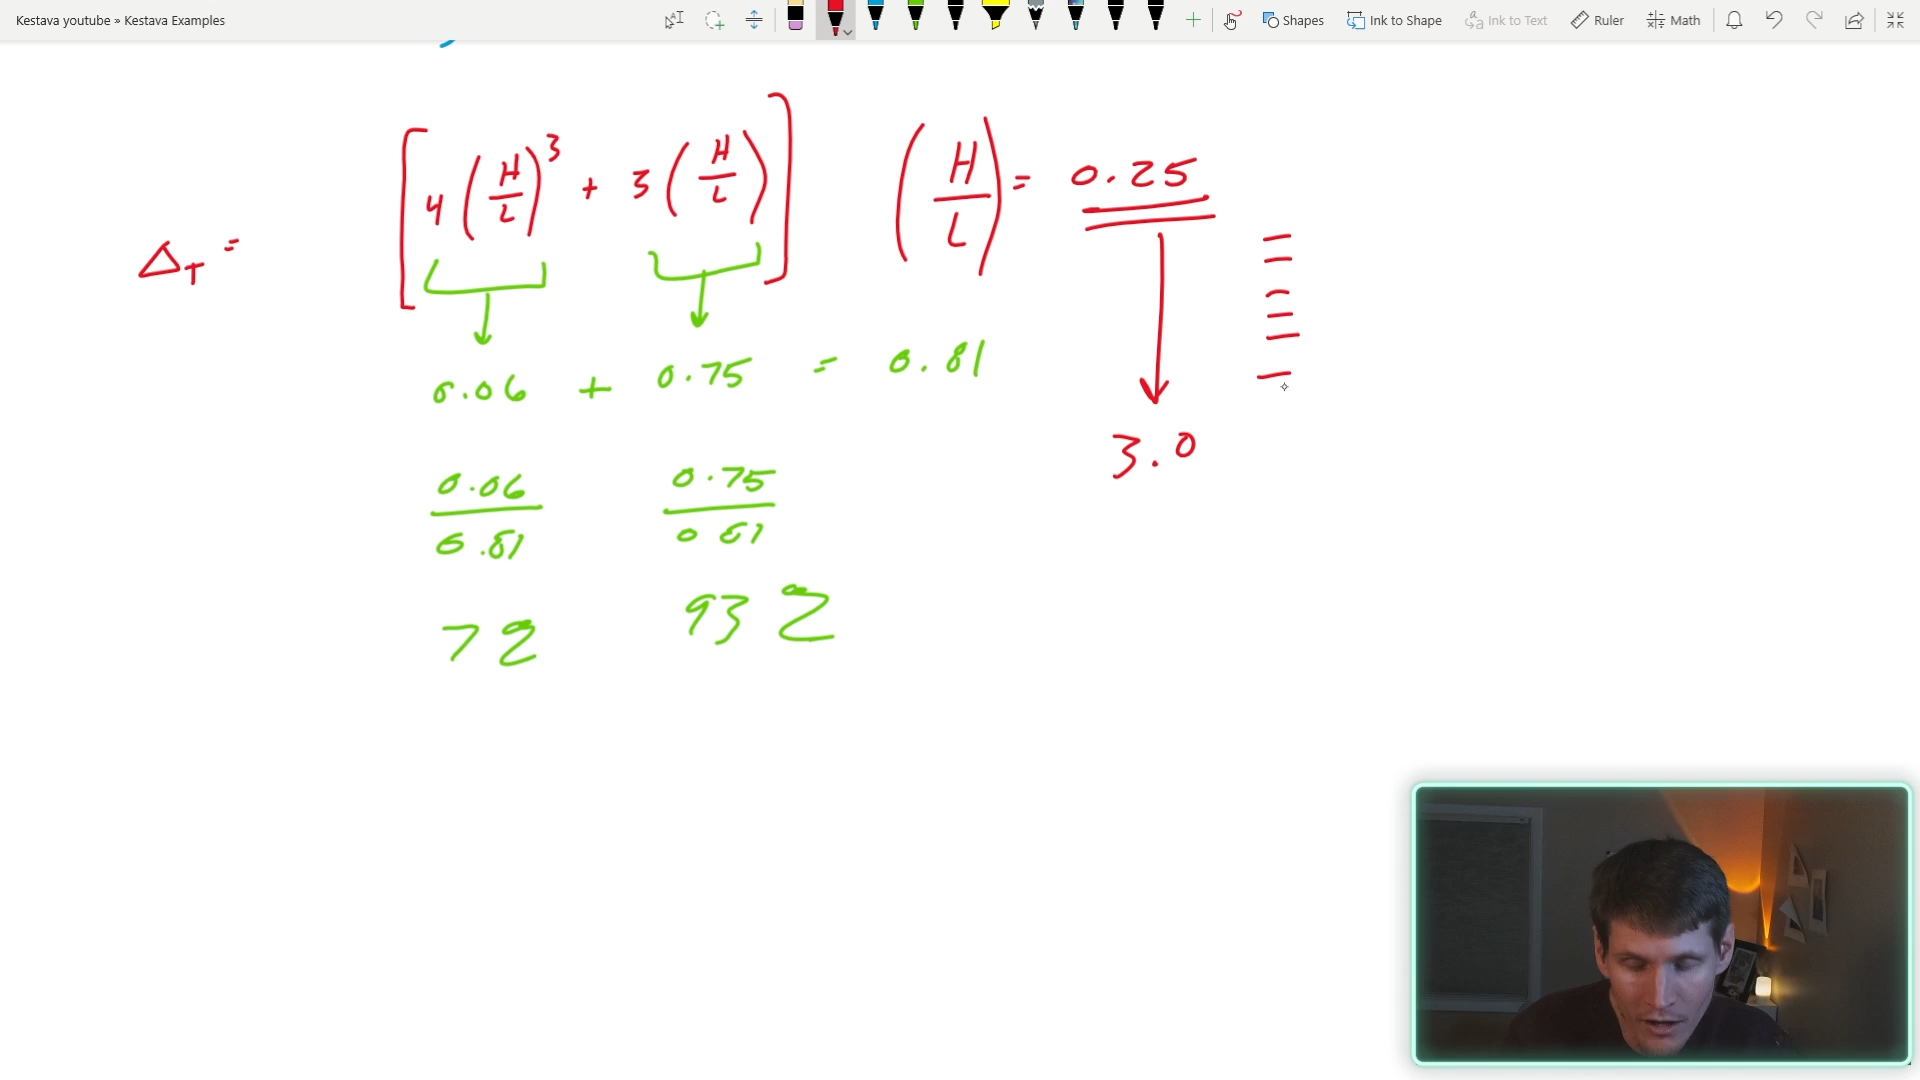 Kestava youtube » Kestava Examples
Shapes
Ink to Shape
Ink to Text
Ruler
Math
Δ_T = [4(H/L)^3 + 3(H/L)]
(H/L) = 0.25
0.06 + 0.75 = 0.81
3.0
0.06/0.81
0.75/0.81
7%
93%